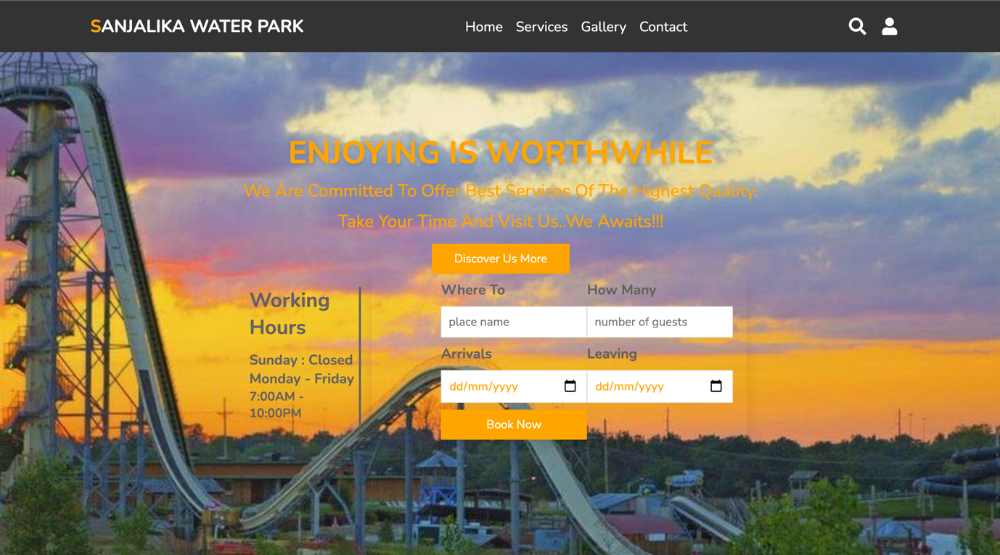 SANJALIKA WATER PARK
Home Services Gallery Contact
ENJOYING IS WORTHWHILE
We Are Committed To Offer Best Services Of The Highest Quality.
Take Your Time And Visit Us..We Awaits!!!
Discover Us More
Working
Hours
Sunday : Closed
Monday - Friday
7:00AM -
10:00PM
Where To
How Many
place name
number of guests
Arrivals
Leaving
dd/mm/yyyy
dd/mm/yyyy
Book Now